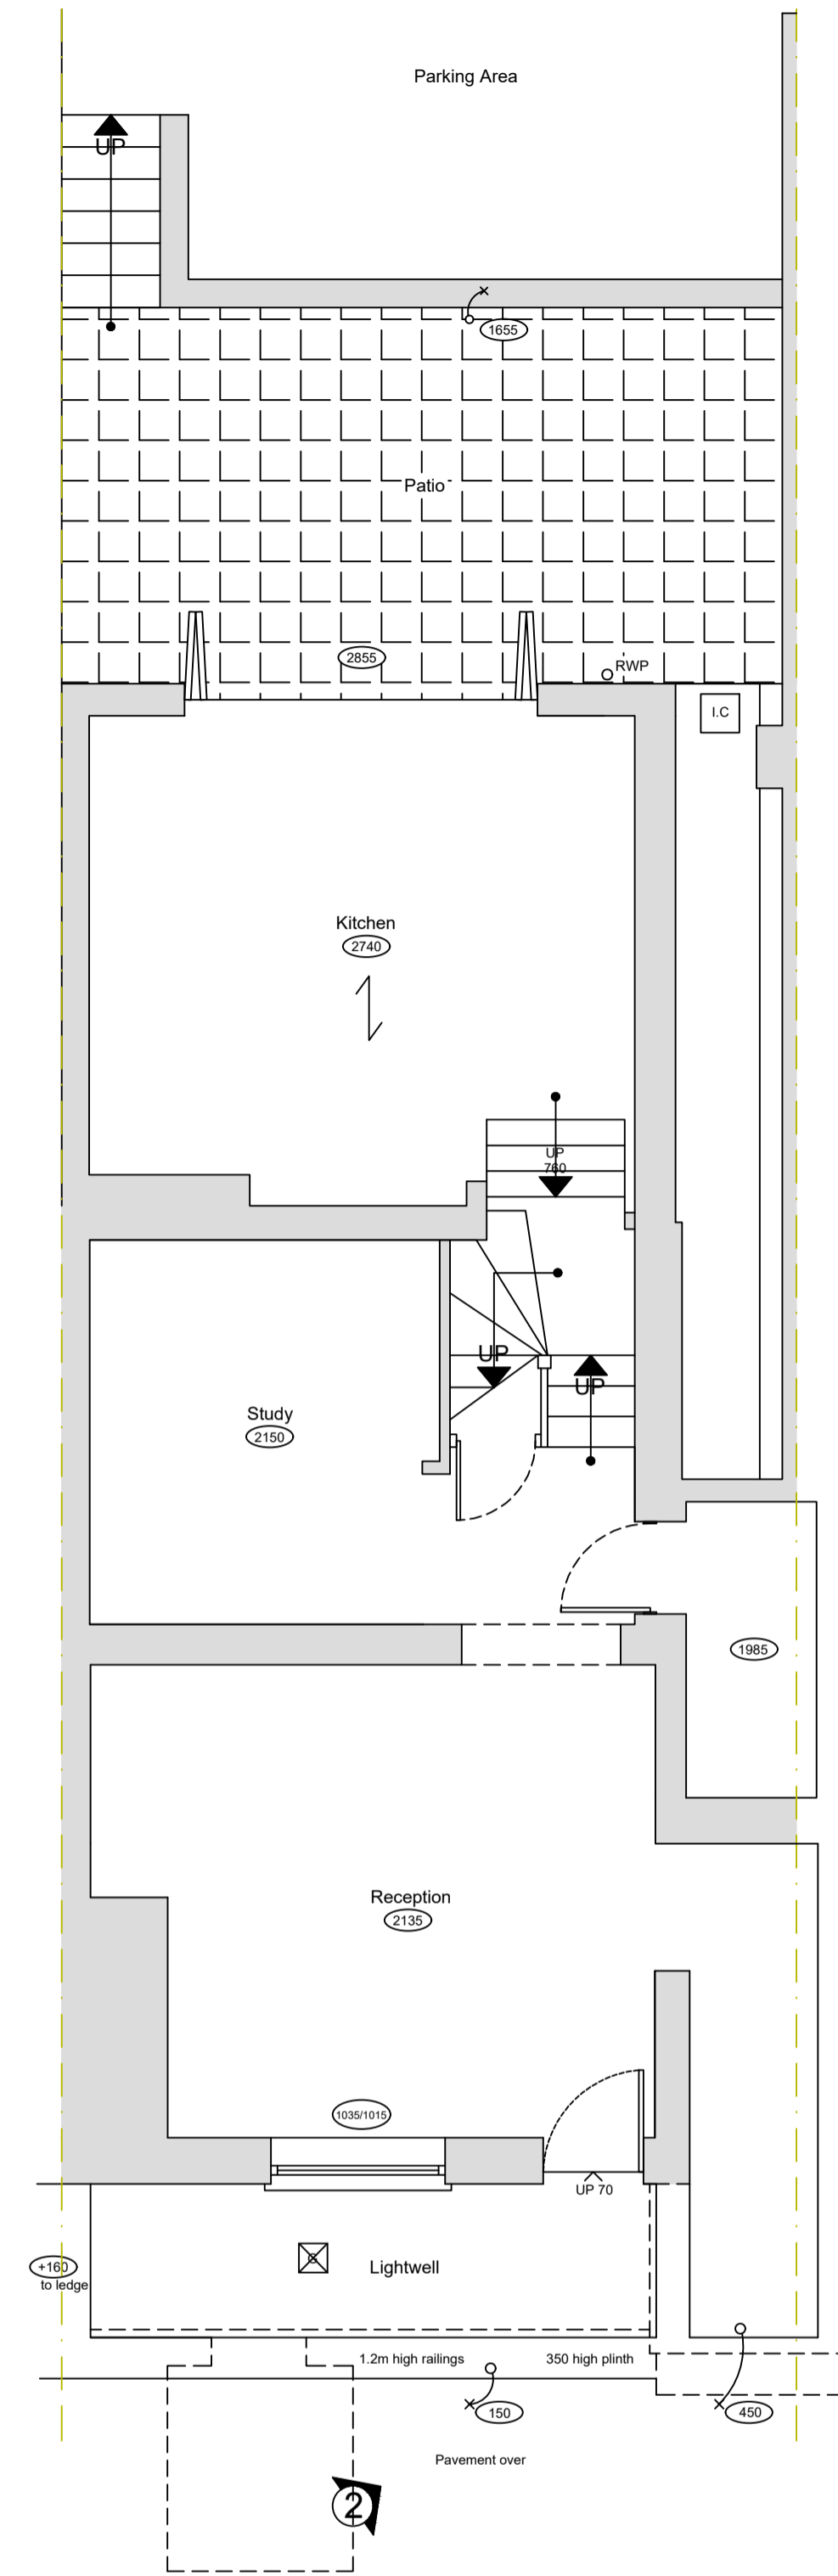 Parking Area
UP
1655
Patio
2855
RWP
I.C
Kitchen
2740
UP
760
UP
UP
Study
2150
1985
Reception
2135
1035/1015
UP 70
+160
to ledge
Lightwell
1.2m high railings
350 high plinth
150
450
Pavement over
2